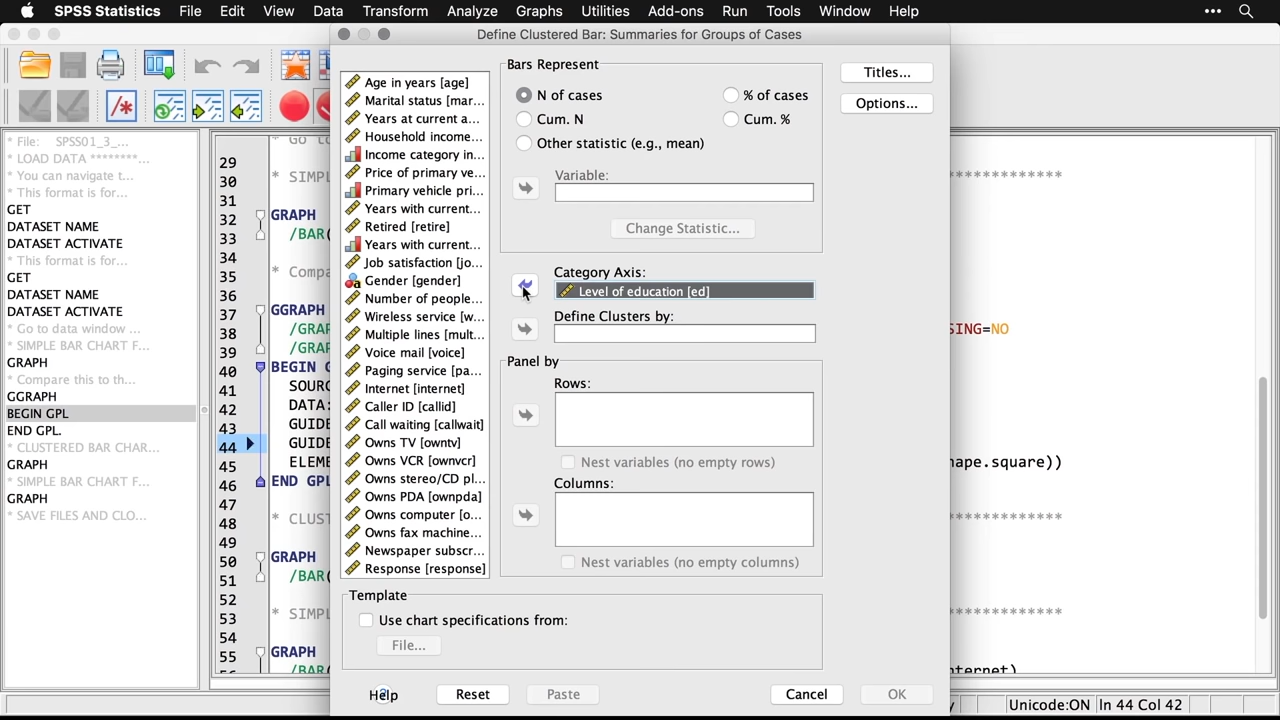 SPSS Statistics File Edit View Data Transform Analyze Graphs Utilities Add-ons Run Tools Window Help
Define Clustered Bar: Summaries for Groups of Cases
Age in years [age]
Marital status [mar...
Years at current a...
Household income...
Income category in...
Price of primary ve...
Primary vehicle pri...
Years with current...
Retired [retire]
Years with current...
Job satisfaction [jo...
Gender [gender]
Number of people...
Wireless service [w...
Multiple lines [mult...
Voice mail [voice]
Paging service [pa...
Internet [internet]
Caller ID [callid]
Call waiting [callwait]
Owns TV [owntv]
Owns VCR [ownvcr]
Owns stereo/CD pl...
Owns PDA [ownpda]
Owns computer [o...
Owns fax machine...
Newspaper subscr...
Response [response]
Bars Represent
N of cases
% of cases
Cum. N
Cum. %
Other statistic (e.g., mean)
Variable:
Change Statistic...
Category Axis:
Level of education [ed]
Define Clusters by:
Panel by
Rows:
Nest variables (no empty rows)
Columns:
Nest variables (no empty columns)
Template
Use chart specifications from:
File...
Titles...
Options...
Help
Reset
Paste
Cancel
OK
* File: SPSS01_3_...
* LOAD DATA ********...
* You can navigate t...
* This format is for...
GET
DATASET NAME
DATASET ACTIVATE
* This format is for...
GET
DATASET NAME
DATASET ACTIVATE
* Go to data window ...
* SIMPLE BAR CHART F...
GRAPH
* Compare this to th...
GGRAPH
BEGIN GPL
END GPL.
* CLUSTERED BAR CHAR...
GRAPH
* SIMPLE BAR CHART F...
GRAPH
* SAVE FILES AND CLO...
29
30 * SIMPL *************
31
32 GRAPH
33 /BAR(
34
35 * Compa
36
37 GGRAPH
38 /GRAP SING=NO
39 /GRA
40 BEGIN G
41 SOURC
42 DATA:
43 GUIDE
44 GUIDE
45 ELEME hape.square))
46 END GPL
47
48 * CLUST *************
49
50 GRAPH
51 /BAR(
52
53 * SIMPL *************
54
55 GRAPH
/BAR( nternet)
Unicode:ON In 44 Col 42